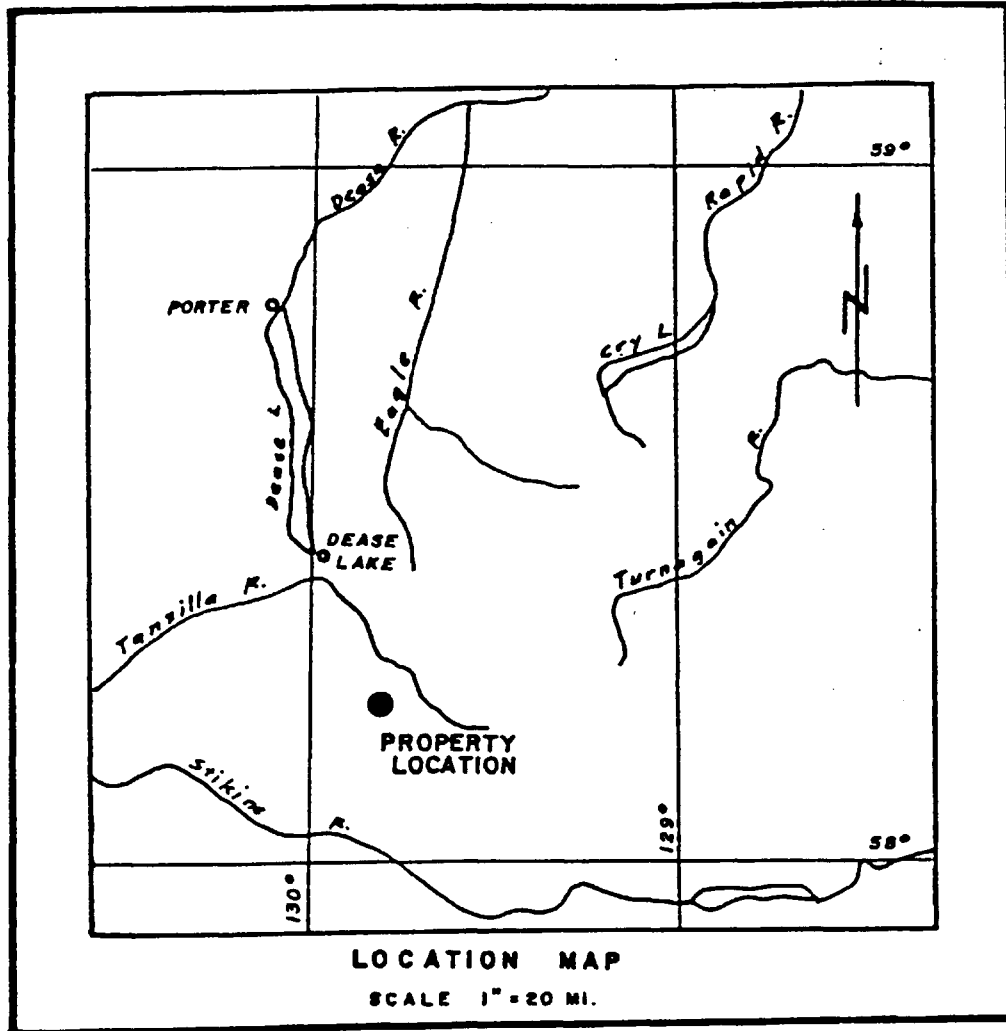 Dease R.
Rapid R.
59°
PORTER
N
Cry L
Eagle R.
Dease L
R.
DEASE
LAKE
Turnagain
Tanzilla R.
PROPERTY
LOCATION
Stikine R.
129°
58°
130°
LOCATION MAP
SCALE 1" = 20 MI.